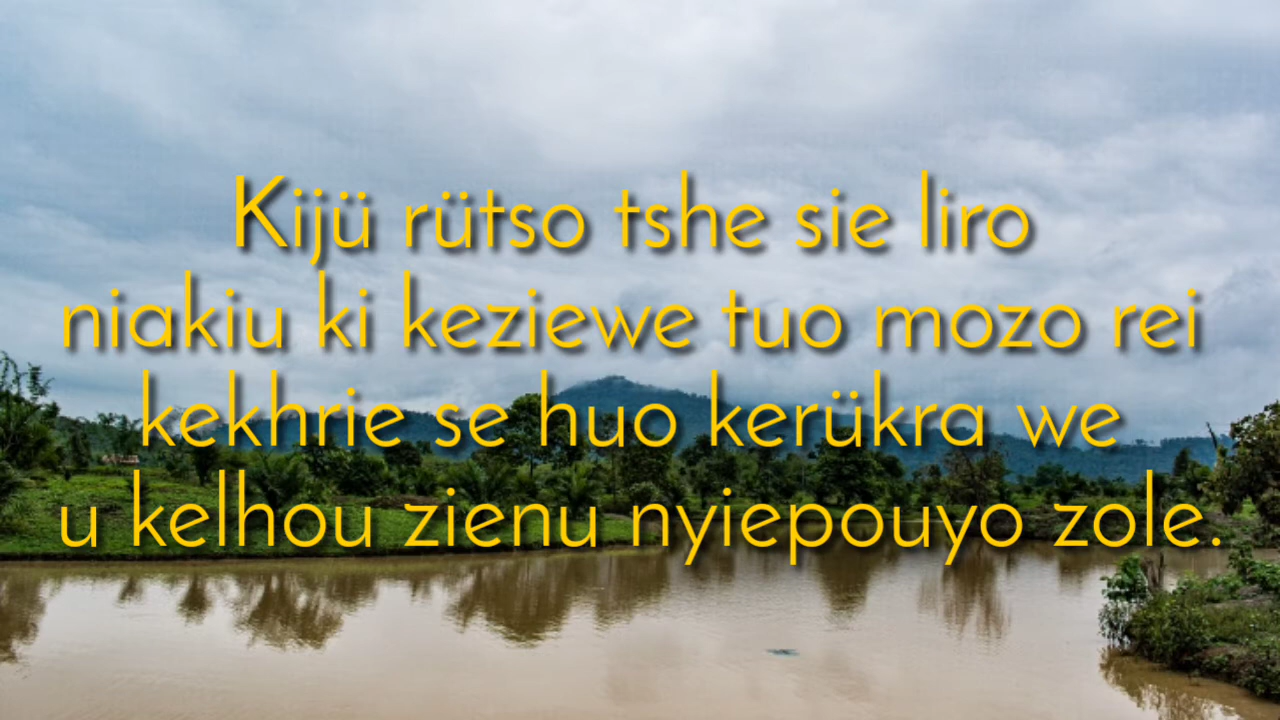 Kijü rütso tshe sie liro
niakiu ki keziewe tuo mozo rei
kekhrie se huo kerükra we
u kelhou zienu nyiepouyo zole.